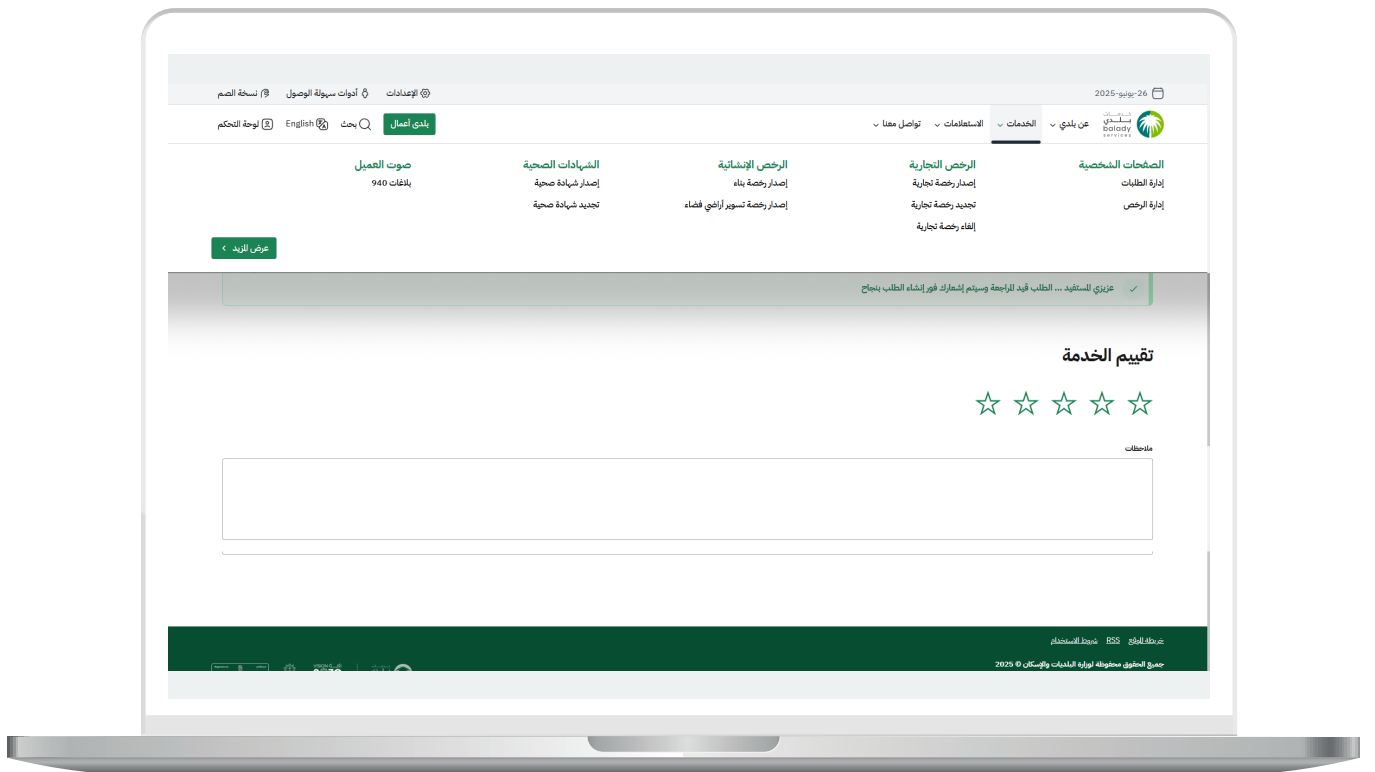 26-يونيو-2025
الإعدادات
أدوات سهولة الوصول
نسخة الصم
بلدي
balady
services
عن بلدي
الخدمات
الاستعلامات
تواصل معنا
بلدي أعمال
بحث
English
لوحة التحكم
الصفحات الشخصية
إدارة الطلبات
إدارة الرخص
الرخص التجارية
إصدار رخصة تجارية
تجديد رخصة تجارية
إلغاء رخصة تجارية
الرخص الإنشائية
إصدار رخصة بناء
إصدار رخصة تسوير أراضي فضاء
الشهادات الصحية
إصدار شهادة صحية
تجديد شهادة صحية
صوت العميل
بلاغات 940
عرض المزيد
عزيزي المستفيد ... الطلب قيد المراجعة وسيتم إشعارك فور إنشاء الطلب بنجاح
تقييم الخدمة
ملاحظات
خريطة الموقع
RSS
شروط الاستخدام
جميع الحقوق محفوظة لوزارة البلديات والإسكان © 2025